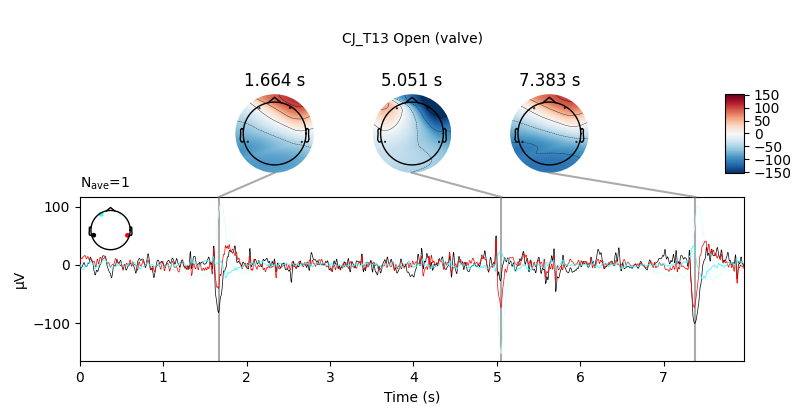 CJ_T13 Open (valve)
1.664 s 5.051 s 7.383 s
150
100
50
0
−50
−100
−150
Nave=1
100
0
−100
µV
0 1 2 3 4 5 6 7
Time (s)